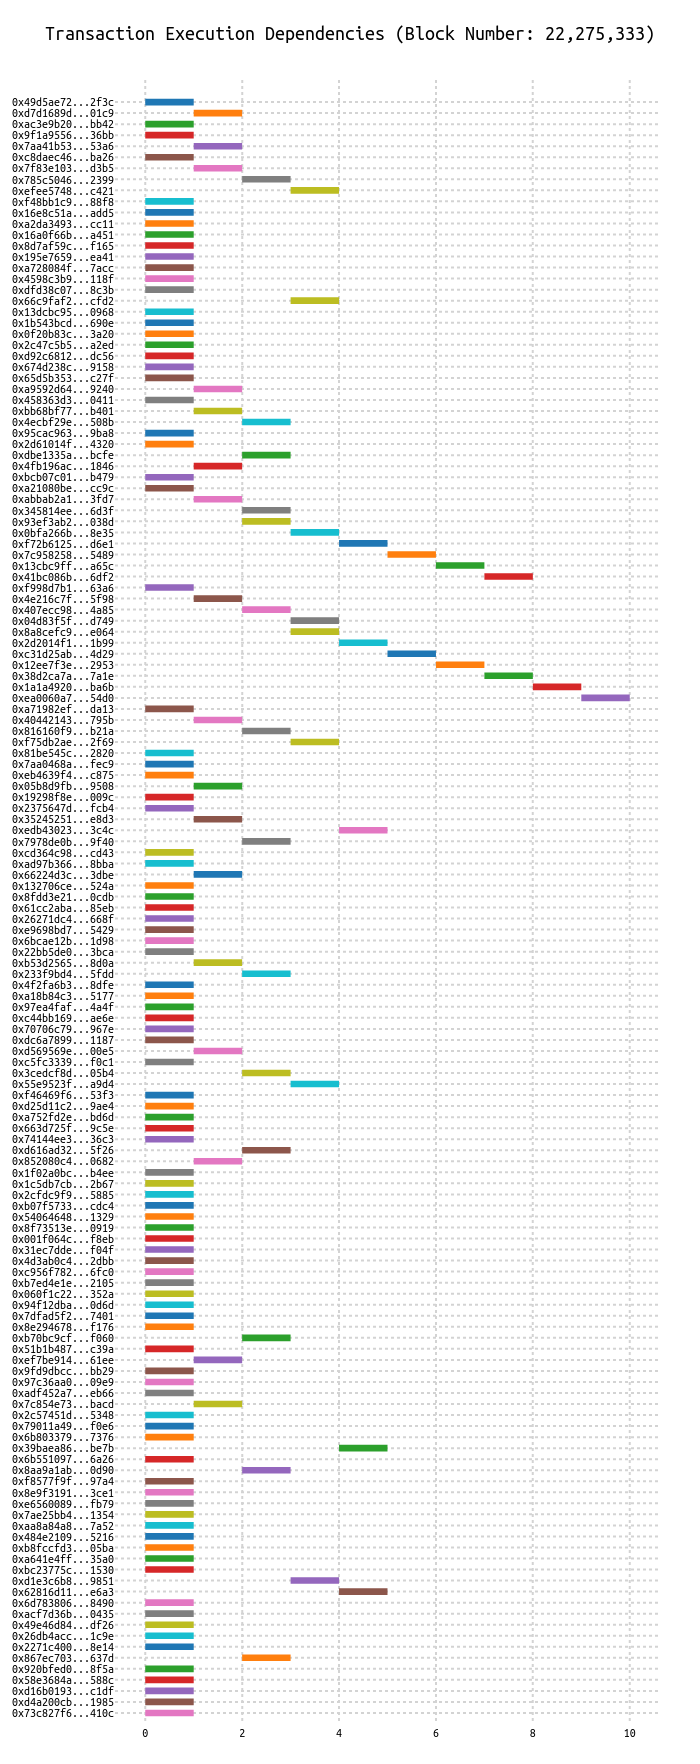 Transaction Execution Dependencies (Block Number: 22,275,333)
0x49d5ae72...2f3c
0xd7d1689d...01c9
0xac3e9b20...bb42
0x9f1a9556...36bb
0x7aa41b53...53a6
0xc8daec46...ba26
0x7f83e103...d3b5
0x785c5046...2399
0xefee5748...c421
0xf48bb1c9...88f8
0x16e8c51a...add5
0xa2da3493...cc11
0x16a0f66b...a451
0x8d7af59c...f165
0x195e7659...ea41
0xa728084f...7acc
0x4598c3b9...118f
0xdfd38c07...8c3b
0x66c9faf2...cfd2
0x13dcbc95...0968
0x1b543bcd...690e
0x0f20b83c...3a20
0x2c47c5b5...a2ed
0xd92c6812...dc56
0x674d238c...9158
0x65d5b353...c27f
0xa9592d64...9240
0x458363d3...0411
0xbb68bf77...b401
0x4ecbf29e...508b
0x95cac963...9ba8
0x2d61014f...4320
0xdbe1335a...bcfe
0x4fb196ac...1846
0xbcb07c01...b479
0xa21080be...cc9c
0xabbab2a1...3fd7
0x345814ee...6d3f
0x93ef3ab2...038d
0x0bfa266b...8e35
0xf72b6125...d6e1
0x7c958258...5489
0x13cbc9ff...a65c
0x41bc086b...6df2
0xf998d7b1...63a6
0x4e216c7f...5f98
0x407ecc98...4a85
0x04d83f5f...d749
0x8a8cefc9...e064
0x2d2014f1...1b99
0xc31d25ab...4d29
0x12ee7f3e...2953
0x38d2ca7a...7a1e
0x1a1a4920...ba6b
0xea0060a7...54d0
0xa71982ef...da13
0x40442143...795b
0x816160f9...b21a
0xf75db2ae...2f69
0x81be545c...2820
0x7aa0468a...fec9
0xeb4639f4...c875
0x05b8d9fb...9508
0x19298f8e...009c
0x2375647d...fcb4
0x35245251...e8d3
0xedb43023...3c4c
0x7978de0b...9f40
0xcd364c98...cd43
0xad97b366...8bba
0x66224d3c...3dbe
0x132706ce...524a
0x8fdd3e21...0cdb
0x61cc2aba...85eb
0x26271dc4...668f
0xe9698bd7...5429
0x6bcae12b...1d98
0x22bb5de0...3bca
0xb53d2565...8d0a
0x233f9bd4...5fdd
0x4f2fa6b3...8dfe
0xa18b84c3...5177
0x97ea4faf...4a4f
0xc44bb169...ae6e
0x70706c79...967e
0xdc6a7899...1187
0xd569569e...00e5
0xc5fc3339...f0c1
0x3cedcf8d...05b4
0x55e9523f...a9d4
0xf46469f6...53f3
0xd25d11c2...9ae4
0xa752fd2e...bd6d
0x663d725f...9c5e
0x74144ee3...36c3
0xd616ad32...5f26
0x852080c4...0682
0x1f02a0bc...b4ee
0x1c5db7cb...2b67
0x2cfdc9f9...5885
0xb07f5733...cdc4
0x54064648...1329
0x8f73513e...0919
0x001f064c...f8eb
0x31ec7dde...f04f
0x4d3ab0c4...2dbb
0xc956f782...6fc0
0xb7ed4e1e...2105
0x060f1c22...352a
0x94f12dba...0d6d
0x7dfad5f2...7401
0x8e294678...f176
0xb70bc9cf...f060
0x51b1b487...c39a
0xef7be914...61ee
0x9fd9dbcc...bb29
0x97c36aa0...09e9
0xadf452a7...eb66
0x7c854e73...bacd
0x2c57451d...5348
0x79011a49...f0e6
0x6b803379...7376
0x39baea86...be7b
0x6b551097...6a26
0x8aa9a1ab...0d90
0xf8577f9f...97a4
0x8e9f3191...3ce1
0xe6560089...fb79
0x7ae25bb4...1354
0xaa8a84a8...7a52
0x484e2109...5216
0xb8fccfd3...05ba
0xa641e4ff...35a0
0xbc23775c...1530
0xd1e3c6b8...9851
0x62816d11...e6a3
0x6d783806...8490
0xacf7d36b...0435
0x49e46d84...df26
0x26db4acc...1c9e
0x2271c400...8e14
0x867ec703...637d
0x920bfed0...8f5a
0x58e3684a...588c
0xd16b0193...c1df
0xd4a200cb...1985
0x73c827f6...410c
0 2 4 6 8 10